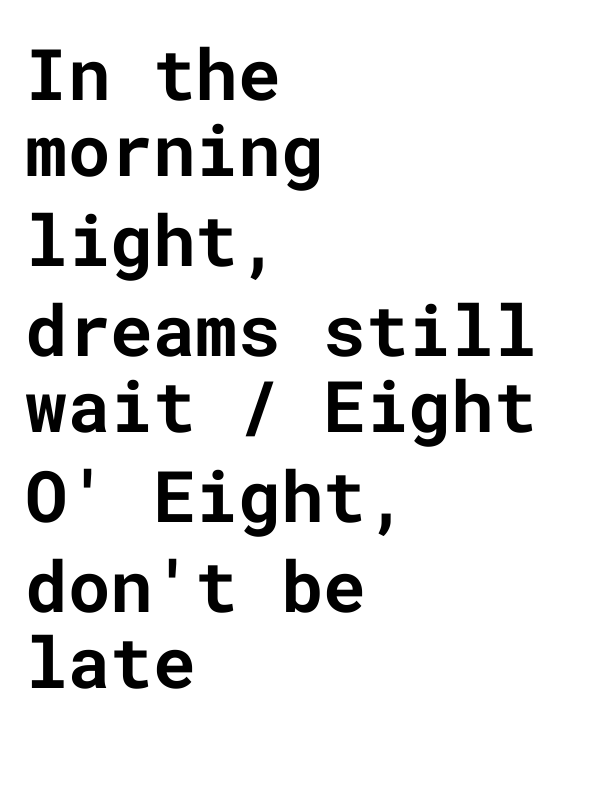 In the
morning
light,
dreams still
wait / Eight
O' Eight,
don't be
late